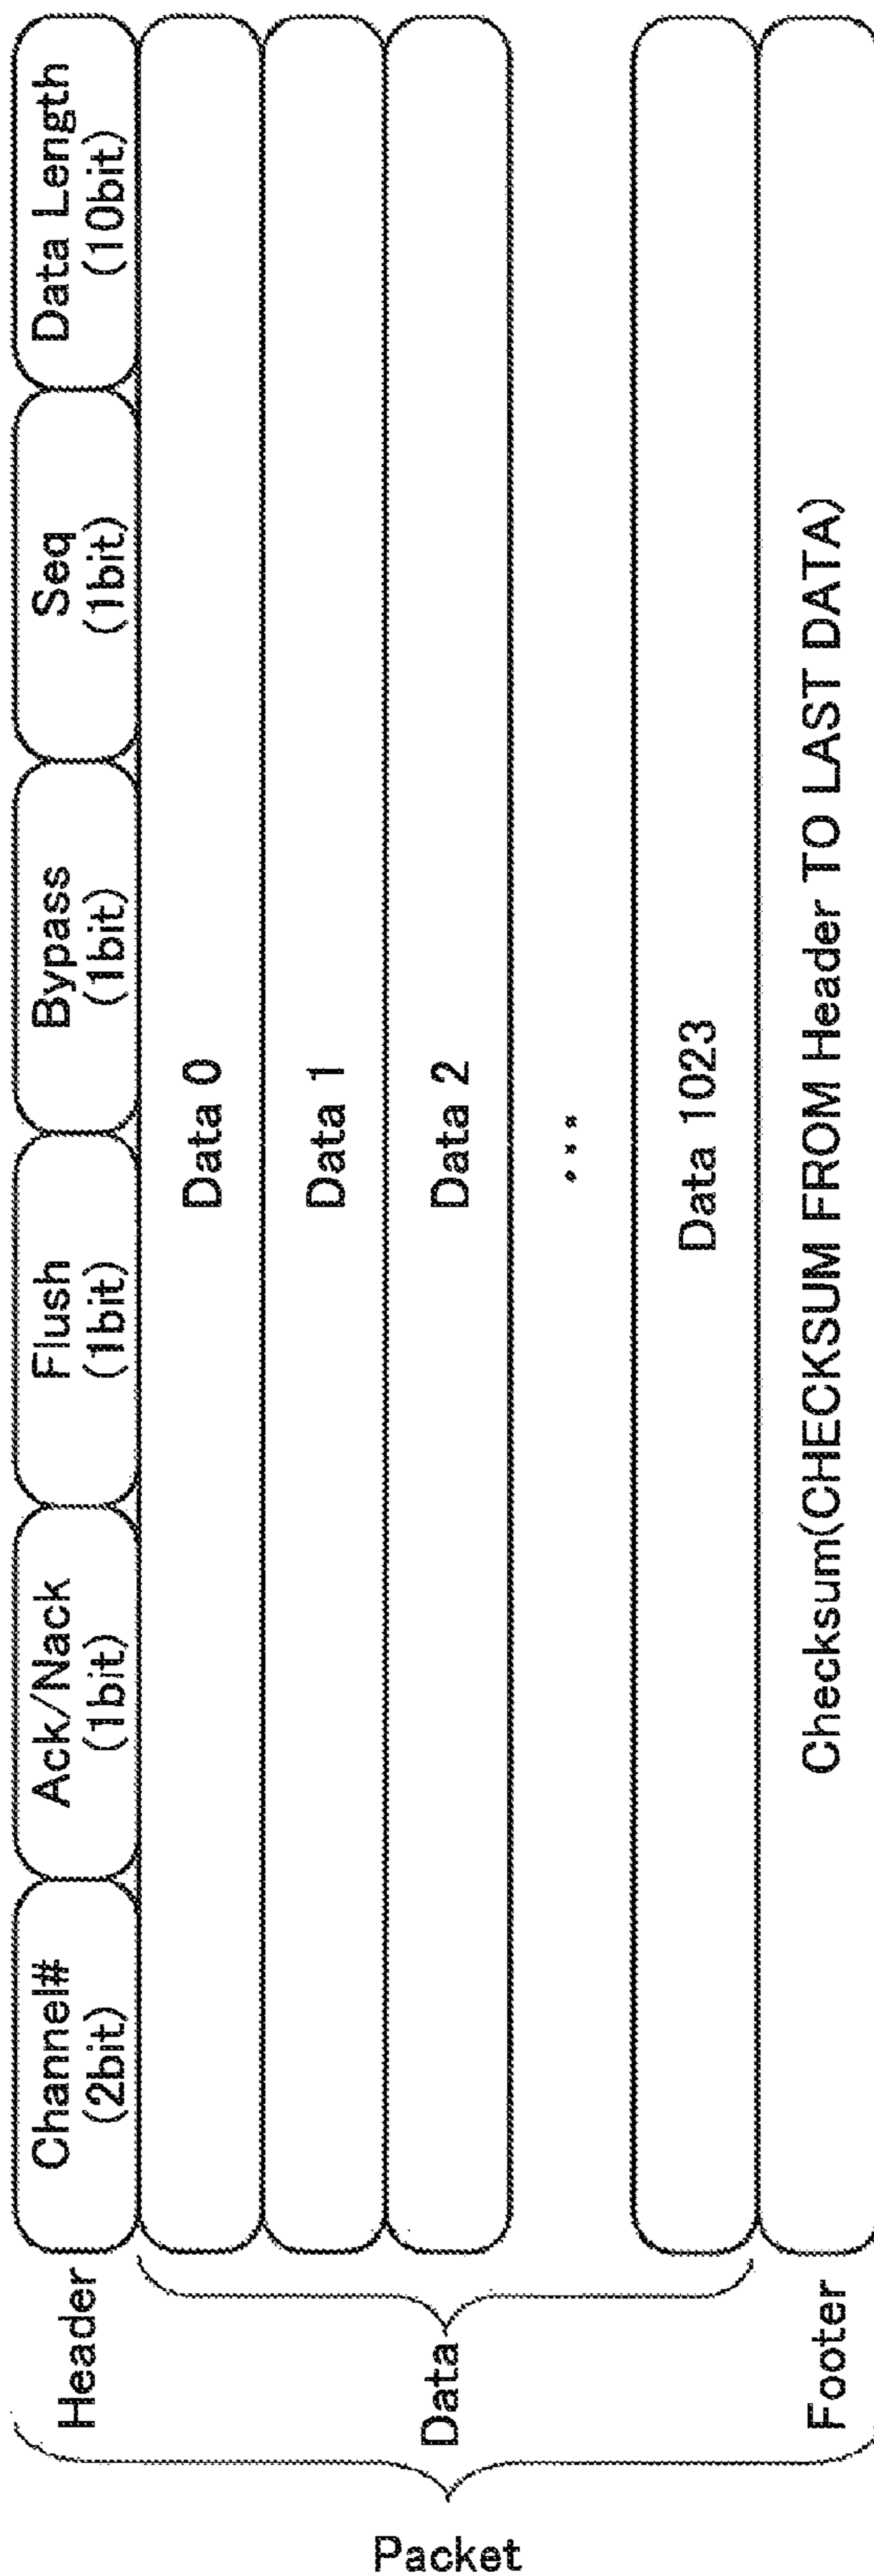 Packet
Header
Channel#
(2bit)
Ack/Nack
(1bit)
Flush
(1bit)
Bypass
(1bit)
Seq
(1bit)
Data Length
(10bit)
Data
Data 0
Data 1
Data 2
...
Data 1023
Footer
Checksum(CHECKSUM FROM Header TO LAST DATA)